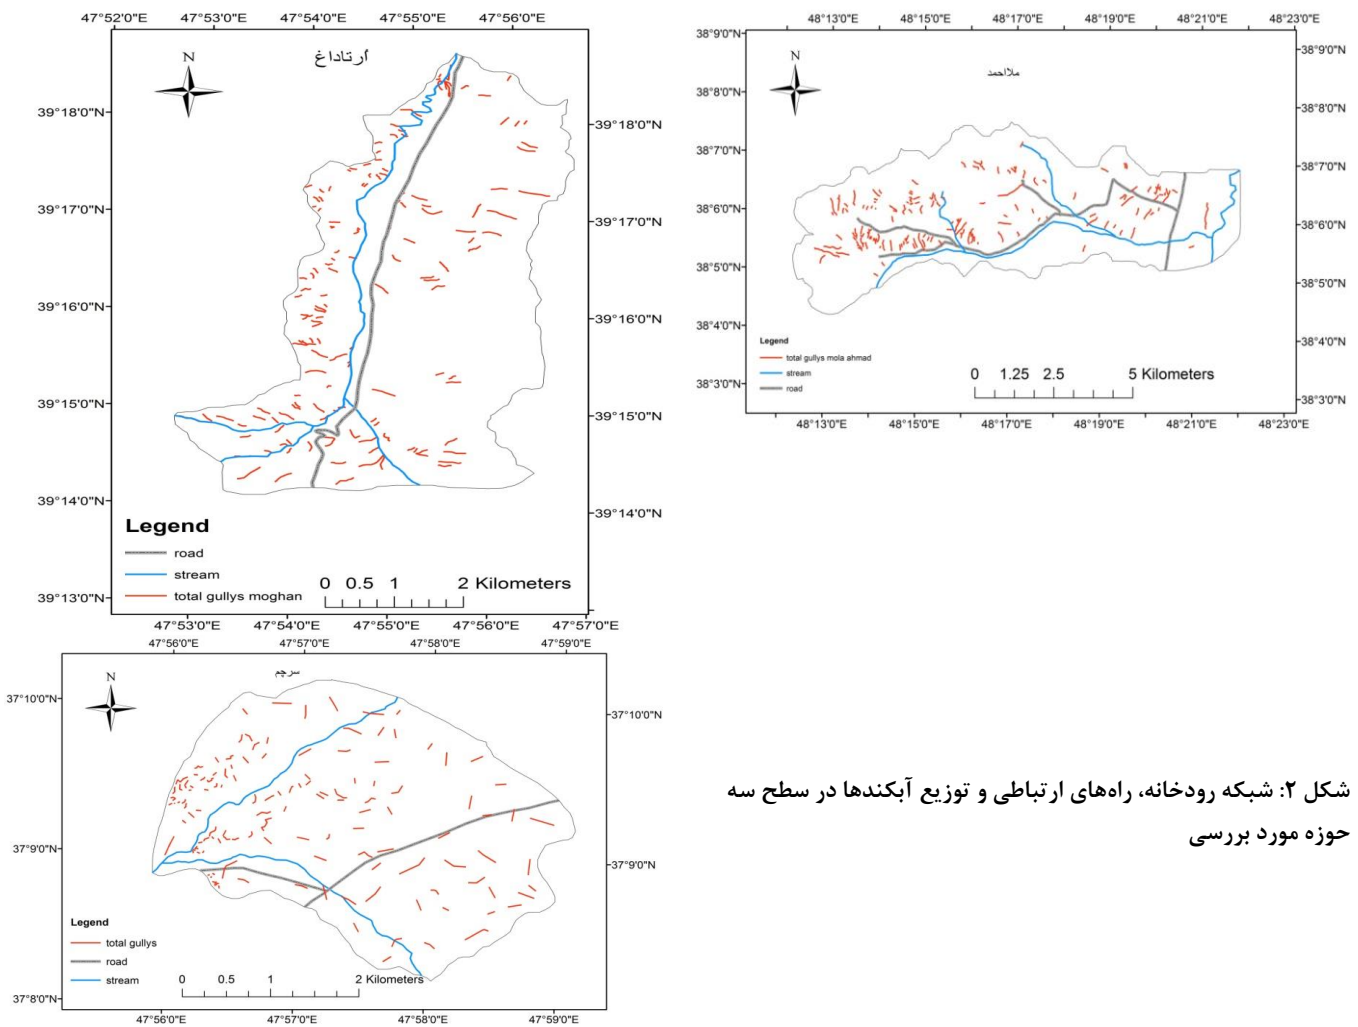 47°52'0"E 47°53'0"E 47°54'0"E 47°55'0"E 47°56'0"E
أرتاداغ
N
39°18'0"N
39°17'0"N
39°16'0"N
39°15'0"N
39°14'0"N
39°13'0"N
39°18'0"N
39°17'0"N
39°16'0"N
39°15'0"N
39°14'0"N
Legend
road
stream
total gullys moghan
0 0.5 1 2 Kilometers
47°53'0"E 47°54'0"E 47°55'0"E 47°56'0"E 47°57'0"E
48°13'0"E 48°15'0"E 48°17'0"E 48°19'0"E 48°21'0"E 48°23'0"E
ملااحمد
N
38°9'0"N
38°8'0"N
38°7'0"N
38°6'0"N
38°5'0"N
38°4'0"N
38°3'0"N
38°9'0"N
38°8'0"N
38°7'0"N
38°6'0"N
38°5'0"N
38°4'0"N
38°3'0"N
Legend
total gullys mola ahmad
stream
road
0 1.25 2.5 5 Kilometers
48°13'0"E 48°15'0"E 48°17'0"E 48°19'0"E 48°21'0"E 48°23'0"E
47°56'0"E 47°57'0"E 47°58'0"E 47°59'0"E
سرچم
N
37°10'0"N
37°9'0"N
37°8'0"N
37°10'0"N
37°9'0"N
Legend
total gullys
road
stream
0 0.5 1 2 Kilometers
47°56'0"E 47°57'0"E 47°58'0"E 47°59'0"E
شکل ۲: شبکه رودخانه، راه‌های ارتباطی و توزیع آبکندها در سطح سه
حوزه مورد بررسی